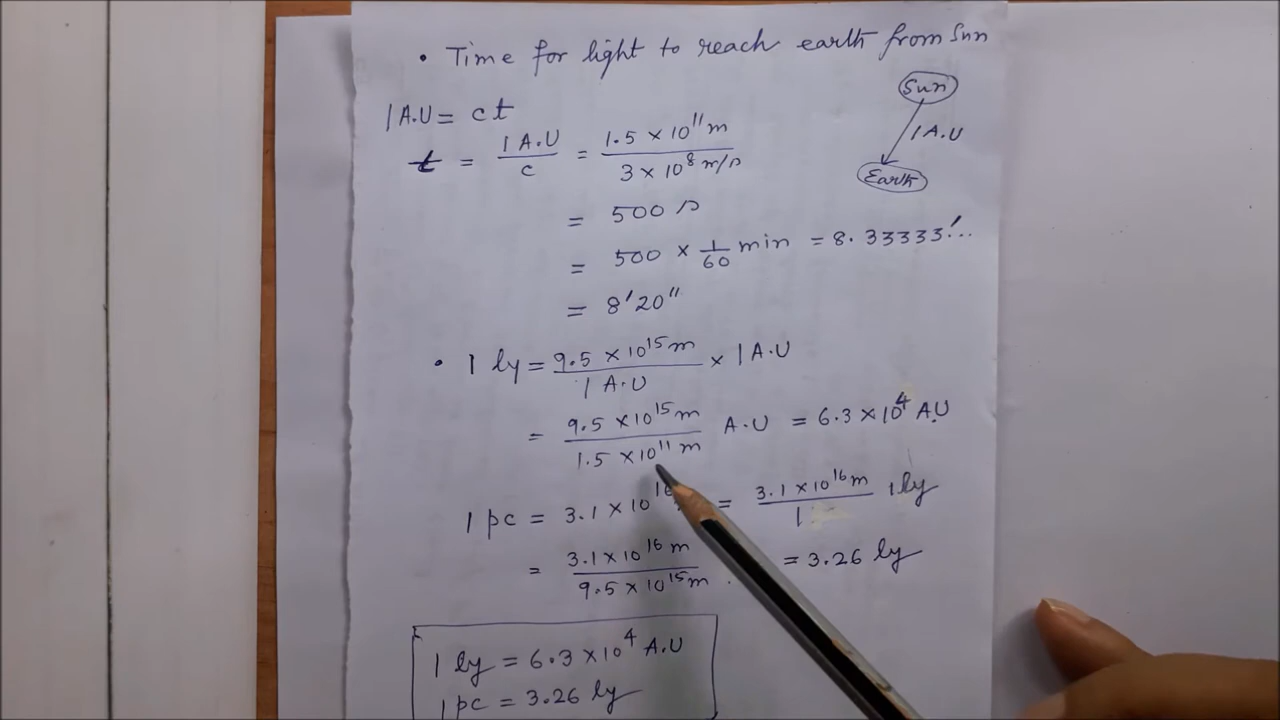 • Time for light to reach earth from Sun
Sun
1 A.U
Earth
1 A.U = ct
t = 1 A.U / c = 1.5 × 10¹¹ m / 3 × 10⁸ m/s
= 500 s
= 500 × 1/60 min = 8.33333'...
= 8'20"
• 1 ly = 9.5 × 10¹⁵ m / 1 A.U × 1 A.U
= 9.5 × 10¹⁵ m / 1.5 × 10¹¹ m A.U = 6.3 × 10⁴ A.U
1 pc = 3.1 × 10¹⁶ = 3.1 × 10¹⁶ m / 1 1 ly
= 3.1 × 10¹⁶ m / 9.5 × 10¹⁵ m = 3.26 ly
1 ly = 6.3 × 10⁴ A.U
1 pc = 3.26 ly